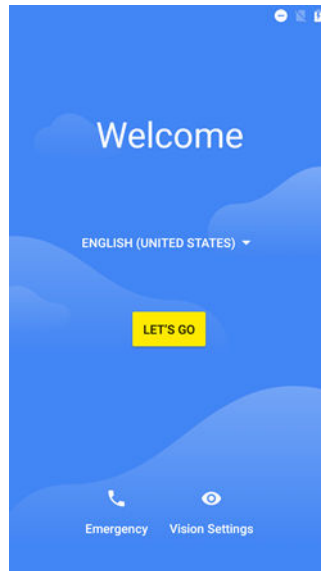 Welcome
ENGLISH (UNITED STATES)
LET'S GO
Emergency Vision Settings